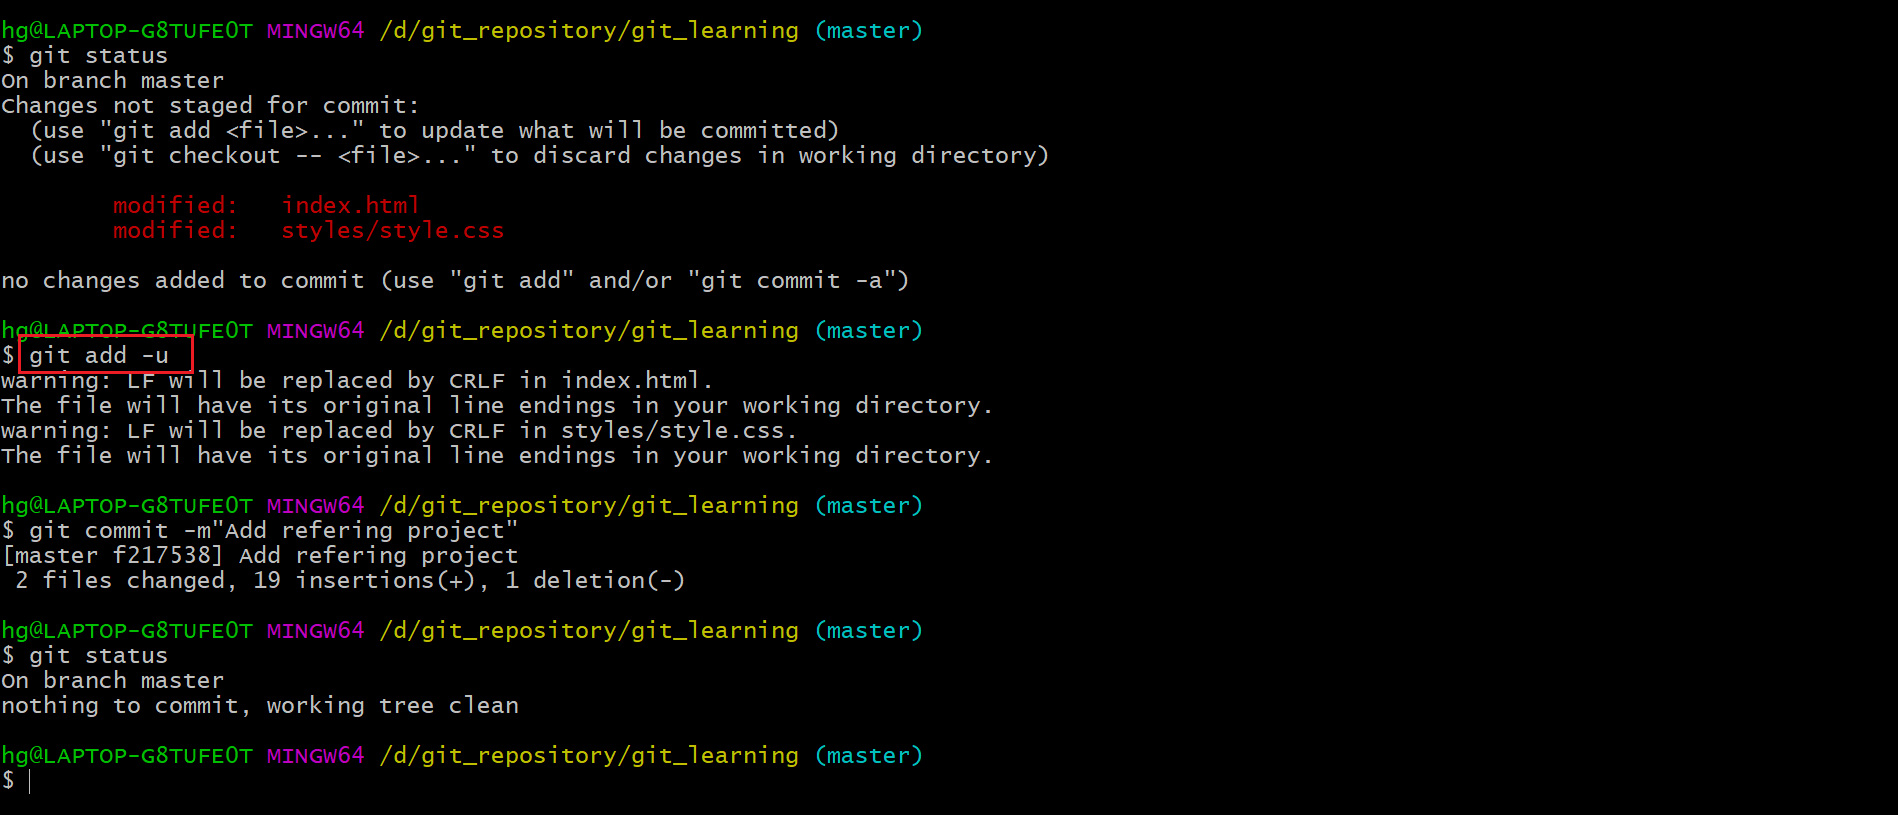 hg@LAPTOP-G8TUFE0T MINGW64 /d/git_repository/git_learning (master)
$ git status
On branch master
Changes not staged for commit:
  (use "git add <file>..." to update what will be committed)
  (use "git checkout -- <file>..." to discard changes in working directory)
        modified:   index.html
        modified:   styles/style.css
no changes added to commit (use "git add" and/or "git commit -a")
hg@LAPTOP-G8TUFE0T MINGW64 /d/git_repository/git_learning (master)
$ git add -u
warning: LF will be replaced by CRLF in index.html.
The file will have its original line endings in your working directory.
warning: LF will be replaced by CRLF in styles/style.css.
The file will have its original line endings in your working directory.
hg@LAPTOP-G8TUFE0T MINGW64 /d/git_repository/git_learning (master)
$ git commit -m"Add refering project"
[master f217538] Add refering project
 2 files changed, 19 insertions(+), 1 deletion(-)
hg@LAPTOP-G8TUFE0T MINGW64 /d/git_repository/git_learning (master)
$ git status
On branch master
nothing to commit, working tree clean
hg@LAPTOP-G8TUFE0T MINGW64 /d/git_repository/git_learning (master)
$